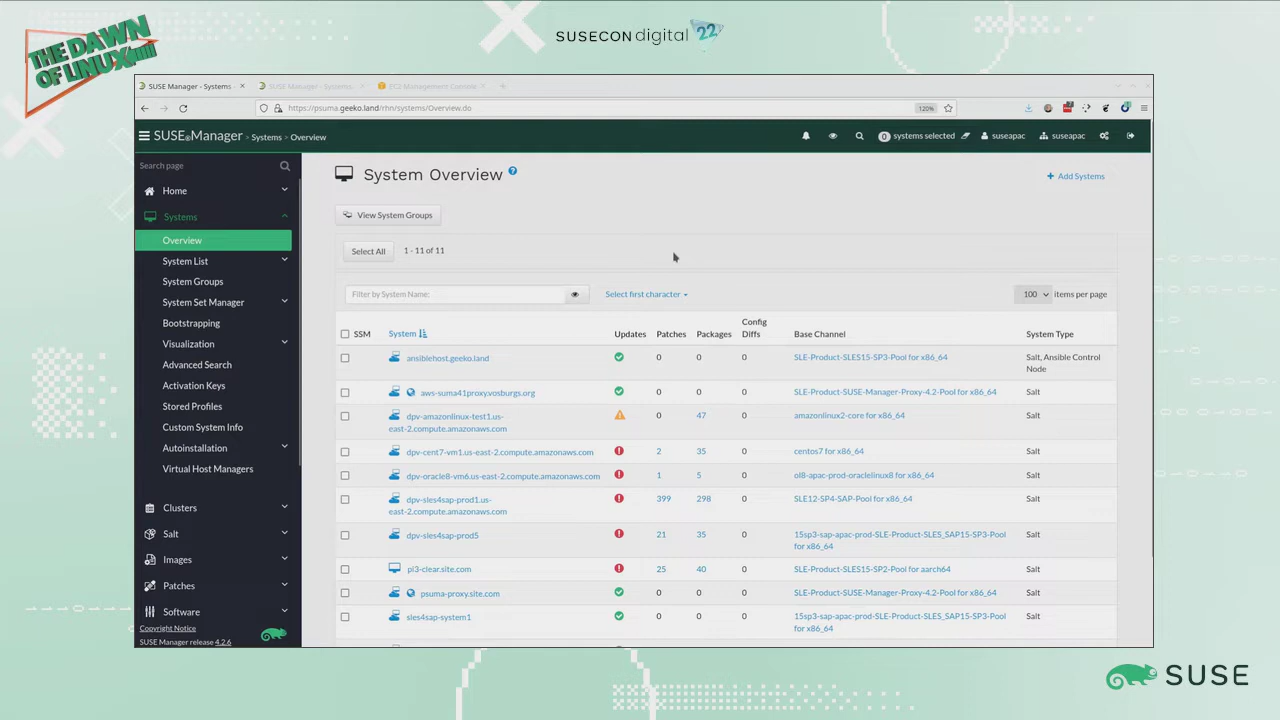 THE DAWN
OF LINUX
SUSECON digital 22
SUSE Manager - Systems - ×
SUSE Manager - Systems ×
EC2 Management Con ×
https://psuma.geeko.land/rhn/systems/Overview.do
120%
SUSE Manager > Systems > Overview
0 systems selected
suseapac
suseapac
Search page
Home
Systems
Overview
System List
System Groups
System Set Manager
Bootstrapping
Visualization
Advanced Search
Activation Keys
Stored Profiles
Custom System Info
Autoinstallation
Virtual Host Managers
Clusters
Salt
Images
Patches
Software
Copyright Notice
SUSE Manager release 4.2.6
System Overview ?
+ Add Systems
View System Groups
Select All 1 - 11 of 11
Filter by System Name: Select first character 100 items per page
SSM System Updates Patches Packages Config Diffs Base Channel System Type
ansiblehost.geeko.land 0 0 0 SLE-Product-SLES15-SP3-Pool for x86_64 Salt, Ansible Control
Node
aws-suma41proxy.vosburgs.org 0 0 0 SLE-Product-SUSE-Manager-Proxy-4.2-Pool for x86_64 Salt
dpv-amazonlinux-test1.us- 0 47 0 amazonlinux2-core for x86_64 Salt
east-2.compute.amazonaws.com
dpv-cent7-vm1.us-east-2.compute.amazonaws.com 2 35 0 centos7 for x86_64 Salt
dpv-oracle8-vm6.us-east-2.compute.amazonaws.com 1 5 0 ol8-apac-prod-oraclelinux8 for x86_64 Salt
dpv-sles4sap-prod1.us- 399 298 0 SLE12-SP4-SAP-Pool for x86_64 Salt
east-2.compute.amazonaws.com
dpv-sles4sap-prod5 21 35 0 15sp3-sap-apac-prod-SLE-Product-SLES_SAP15-SP3-Pool Salt
for x86_64
pl3-clear.site.com 25 40 0 SLE-Product-SLES15-SP2-Pool for aarch64 Salt
psuma-proxy.site.com 0 0 0 SLE-Product-SUSE-Manager-Proxy-4.2-Pool for x86_64 Salt
sles4sap-system1 0 0 0 15sp3-sap-apac-prod-SLE-Product-SLES_SAP15-SP3-Pool Salt
for x86_64
SUSE